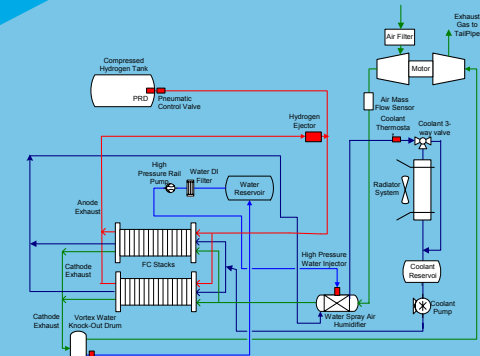 Exhaust
Gas to
TailPipe
Air Filter
Motor
Compressed
Hydrogen Tank
PRD
Pneumatic
Control Valve
Air Mass
Flow Sensor
Hydrogen
Ejector
Coolant
Thermosta
Coolant 3-
way valve
High
Pressure Rail
Pump
Water DI
Filter
Water
Reservoir
Radiator
System
Anode
Exhaust
FC Stacks
Cathode
Exhaust
High Pressure
Water Injector
Coolant
Reservoi
Coolant
Pump
Water Spray Air
Humidifier
Cathode
Exhaust
Vortex Water
Knock-Out Drum